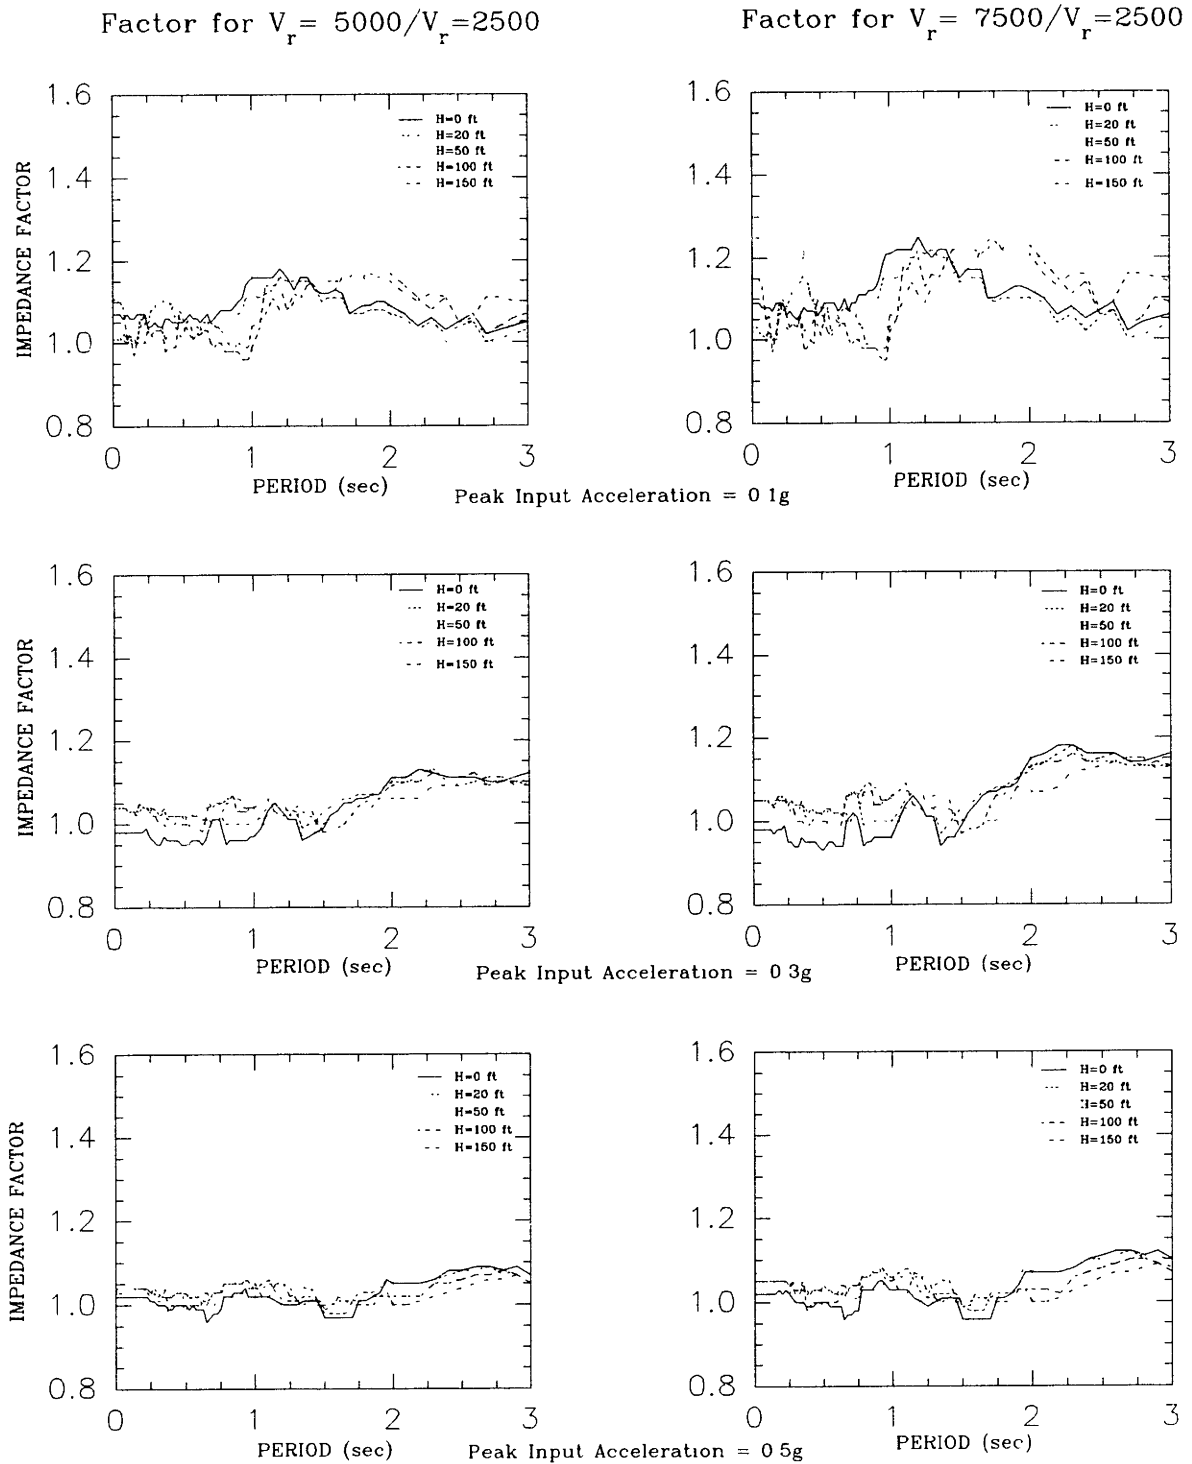 Factor for Vr= 5000/Vr=2500
Factor for Vr= 7500/Vr=2500
1.6
1.4
1.2
1.0
0.8
IMPEDANCE FACTOR
H=0 ft
H=20 ft
H=50 ft
H=100 ft
H=150 ft
0 1 2 3
PERIOD (sec)
1.6
1.4
1.2
1.0
0.8
H=0 ft
H=20 ft
H=50 ft
H=100 ft
H=150 ft
0 1 2 3
PERIOD (sec)
Peak Input Acceleration = 0 1g
1.6
1.4
1.2
1.0
0.8
IMPEDANCE FACTOR
H=0 ft
H=20 ft
H=50 ft
H=100 ft
H=150 ft
0 1 2 3
PERIOD (sec)
1.6
1.4
1.2
1.0
0.8
H=0 ft
H=20 ft
H=50 ft
H=100 ft
H=150 ft
0 1 2 3
PERIOD (sec)
Peak Input Acceleration = 0 3g
1.6
1.4
1.2
1.0
0.8
IMPEDANCE FACTOR
H=0 ft
H=20 ft
H=50 ft
H=100 ft
H=150 ft
0 1 2 3
PERIOD (sec)
1.6
1.4
1.2
1.0
0.8
H=0 ft
H=20 ft
H=50 ft
H=100 ft
H=150 ft
0 1 2 3
PERIOD (sec)
Peak Input Acceleration = 0 5g